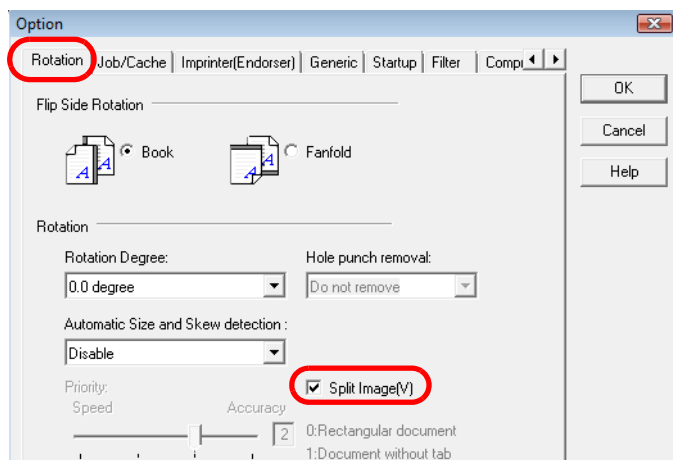 Option
Rotation Job/Cache Imprinter(Endorser) Generic Startup Filter
OK
Flip Side Rotation
Cancel
A A Book A A Fanfold
Help
Rotation
Rotation Degree: Hole punch removal:
0.0 degree Do not remove
Automatic Size and Skew detection :
Disable
Priority: Split Image(V)
Speed Accuracy
2 0:Rectangular document
1:Document without tab